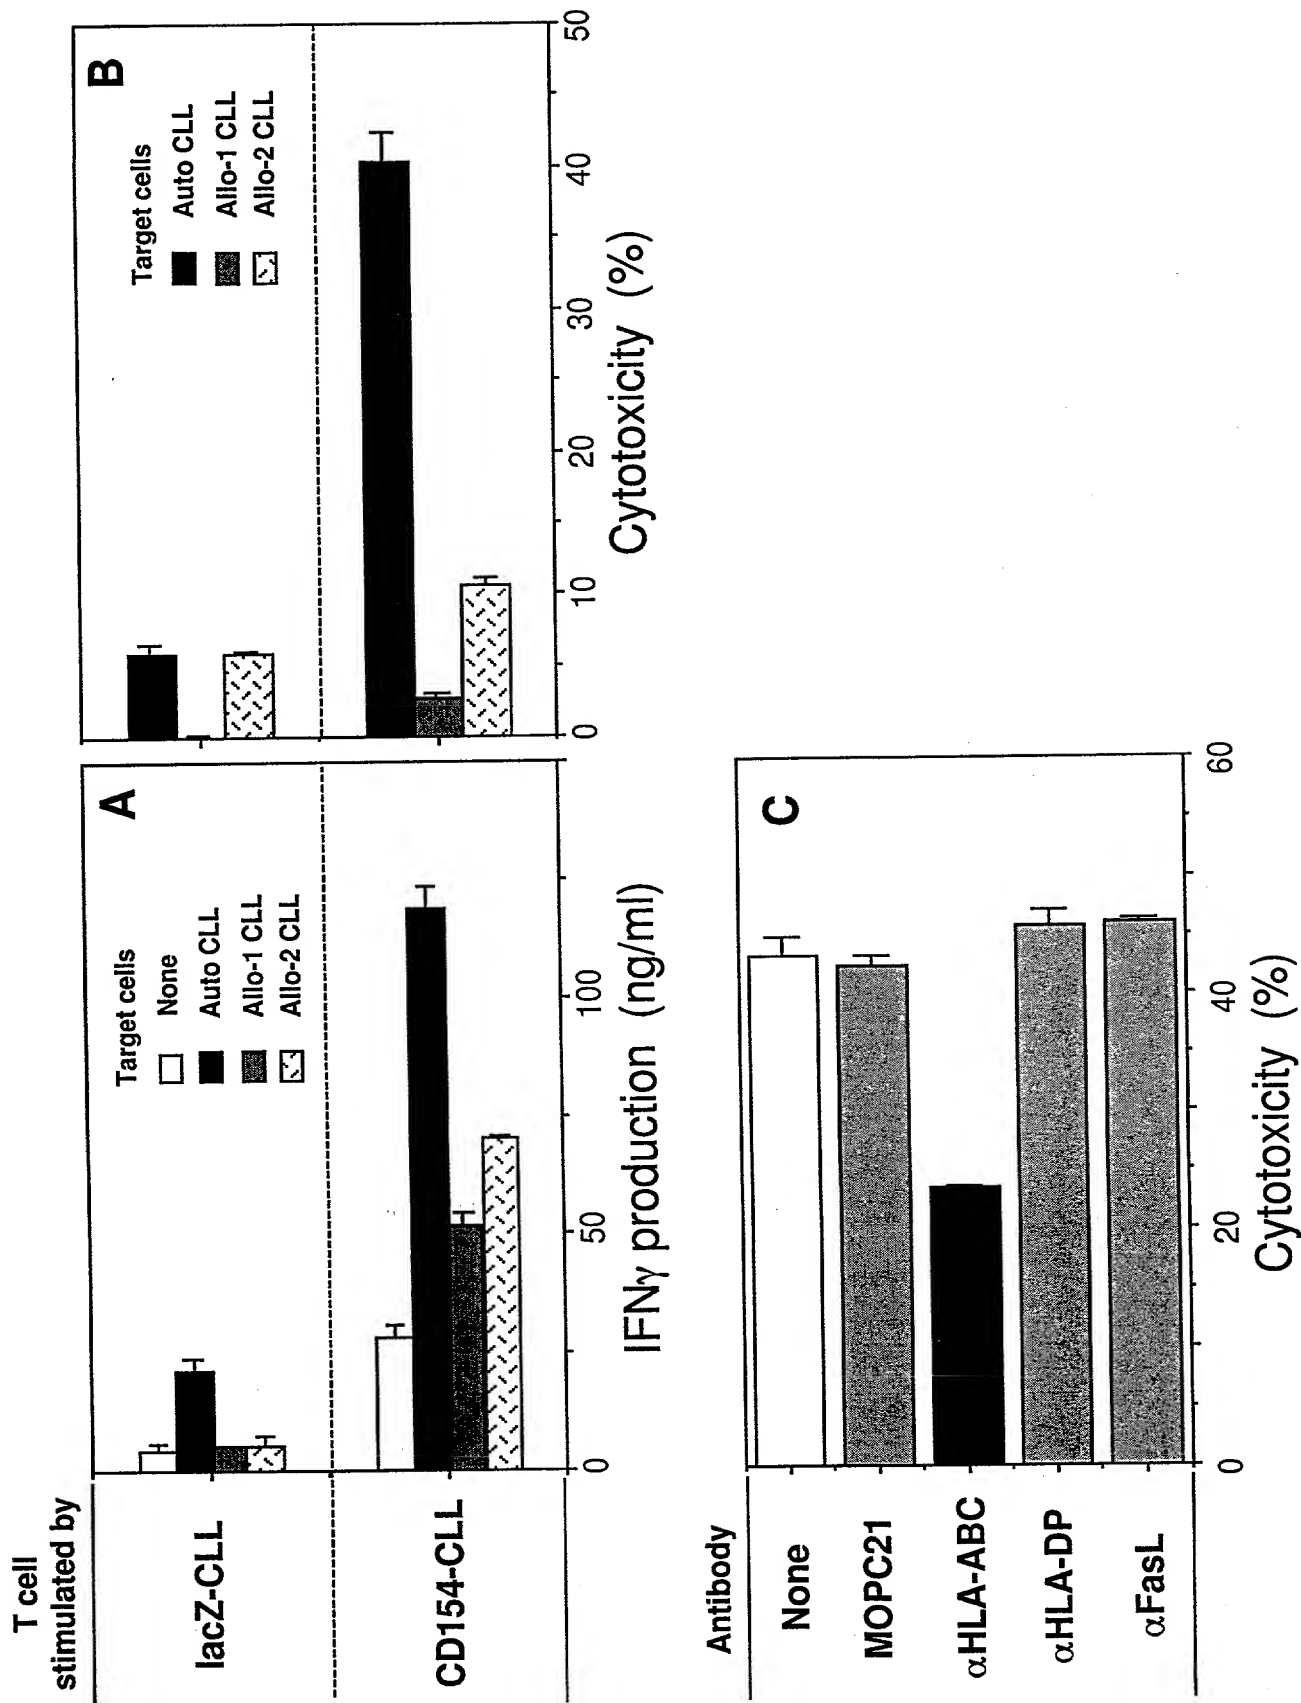 T cell
stimulated by
lacZ-CLL
CD154-CLL
A
Target cells
None
Auto CLL
Allo-1 CLL
Allo-2 CLL
0
50
100
IFNγ production (ng/ml)
B
Target cells
Auto CLL
Allo-1 CLL
Allo-2 CLL
0
10
20
30
40
50
Cytotoxicity (%)
C
Antibody
None
MOPC21
αHLA-ABC
αHLA-DP
αFasL
0
20
40
60
Cytotoxicity (%)